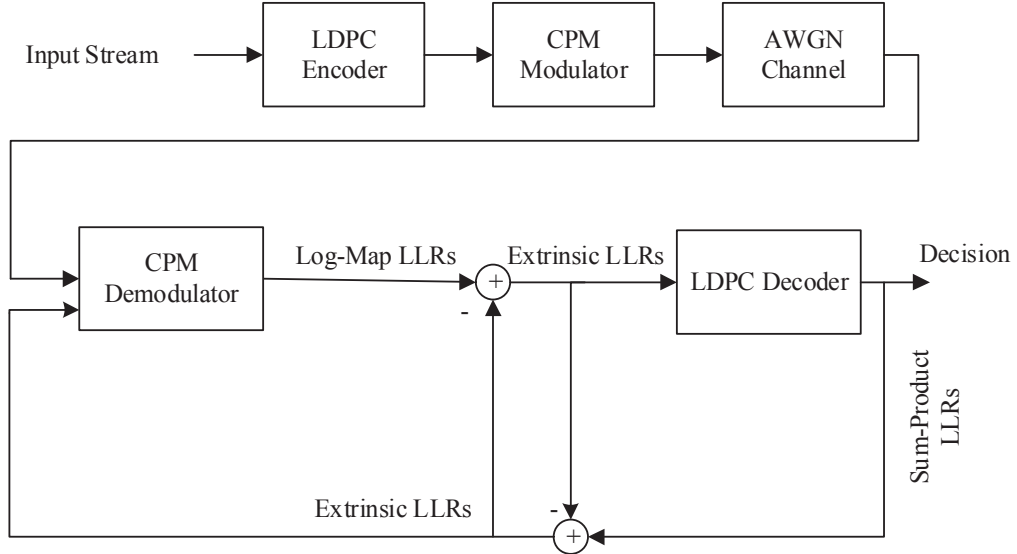 Input Stream
LDPC
Encoder
CPM
Modulator
AWGN
Channel
CPM
Demodulator
Log-Map LLRs
+
-
Extrinsic LLRs
LDPC Decoder
Decision
Sum-Product
LLRs
Extrinsic LLRs
-
+